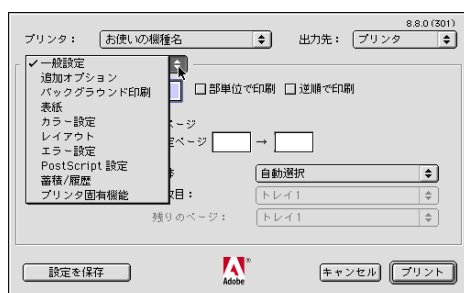 8.8.0 (301)
プリンタ： お使いの機種名 出力先： プリンタ
✓一般設定
追加オプション
バックグラウンド印刷
表紙
カラー設定
レイアウト
エラー設定
PostScript 設定
蓄積/履歴
プリンタ固有機能
部単位で印刷 逆順で印刷
ページ
ページ →
自動選択
目： トレイ1
残りのページ： トレイ1
設定を保存 Adobe キャンセル プリント